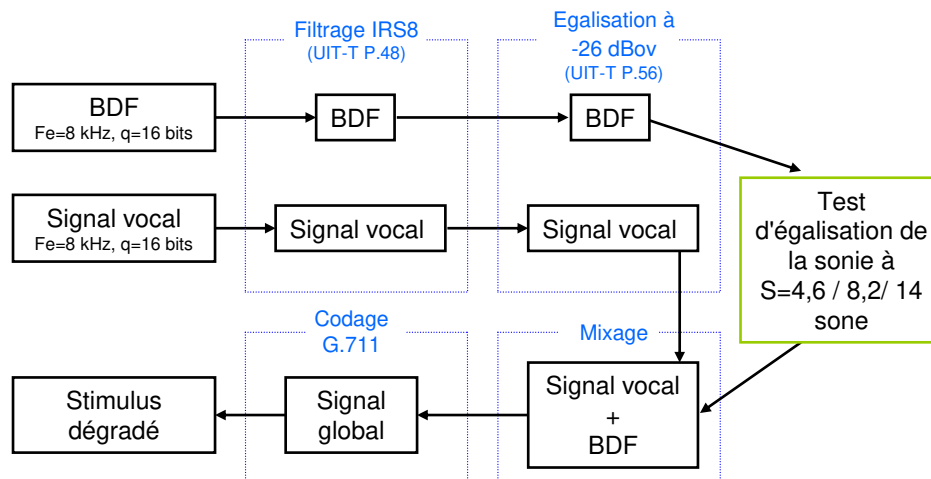 Filtrage IRS8
(UIT-T P.48)
Egalisation à
-26 dBov
(UIT-T P.56)
BDF
Fe=8 kHz, q=16 bits
BDF
BDF
Signal vocal
Fe=8 kHz, q=16 bits
Signal vocal
Signal vocal
Test
d'égalisation de
la sonie à
S=4,6 / 8,2/ 14
sone
Codage
G.711
Mixage
Stimulus
dégradé
Signal
global
Signal vocal
+
BDF